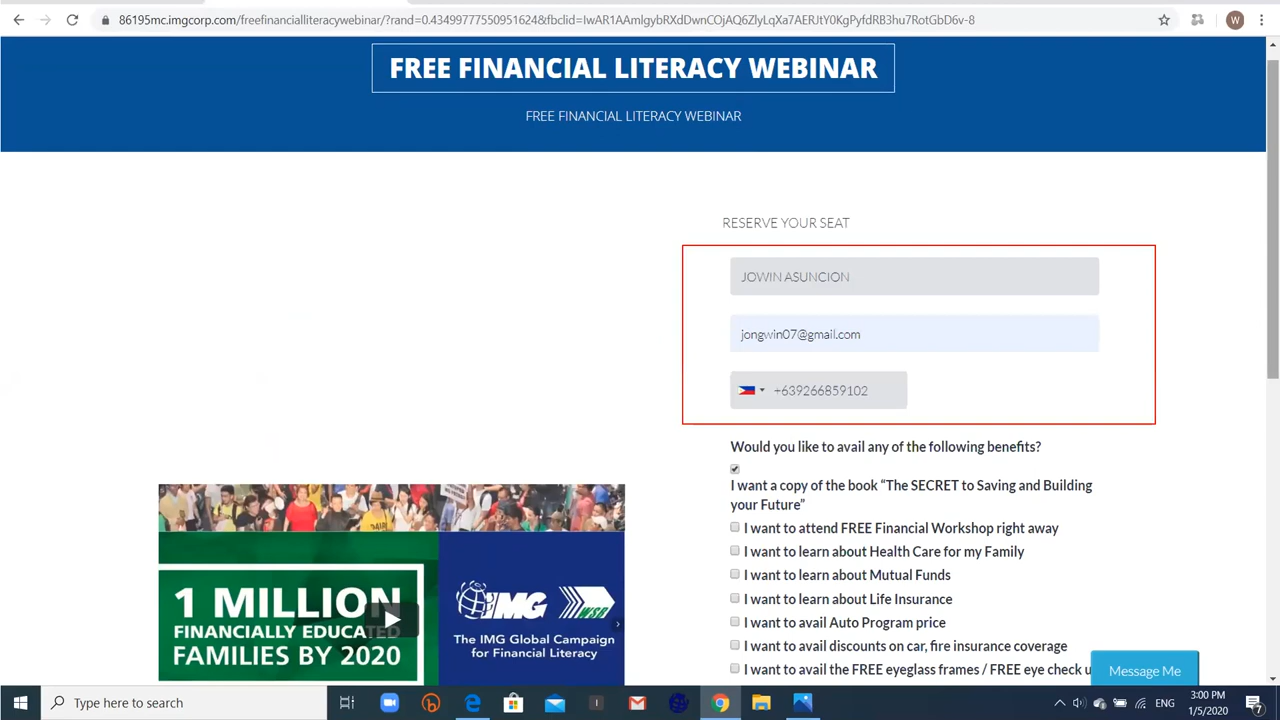 86195mc.imgcorp.com/freefinancialliteracywebinar/?rand=0.4349977755095162&fbclid=IwAR1AAmIgybRXdDwnCOjAQ6ZIyLqXa7AERJtY0KgPyfdRB3hu7RotGbD6v-8
W
FREE FINANCIAL LITERACY WEBINAR
FREE FINANCIAL LITERACY WEBINAR
RESERVE YOUR SEAT
JOWIN ASUNCION
jongwin07@gmail.com
+639266859102
Would you like to avail any of the following benefits?
I want a copy of the book “The SECRET to Saving and Building
your Future”
I want to attend FREE Financial Workshop right away
I want to learn about Health Care for my Family
I want to learn about Mutual Funds
I want to learn about Life Insurance
I want to avail Auto Program price
I want to avail discounts on car, fire insurance coverage
I want to avail the FREE eyeglass frames / FREE eye check u
Message Me
1 MILLION
FINANCIALLY EDUCATED
FAMILIES BY 2020
IMG WSB
The IMG Global Campaign
for Financial Literacy
Type here to search
ENG
3:00 PM
1/5/2020
7